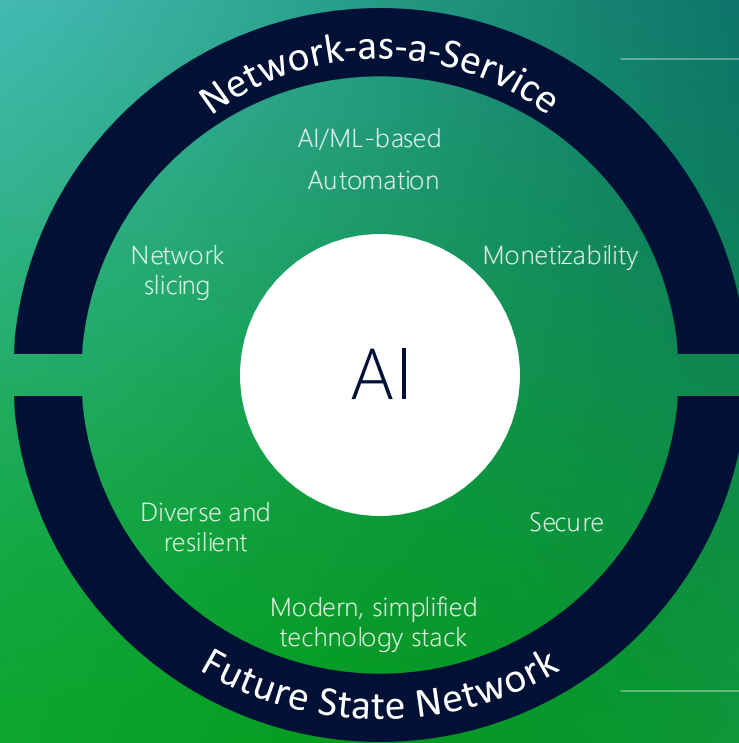 Network-as-a-Service
AI/ML-based
Automation
Network
slicing
Monetizability
AI
Diverse and
resilient
Secure
Modern, simplified
technology stack
Future State Network